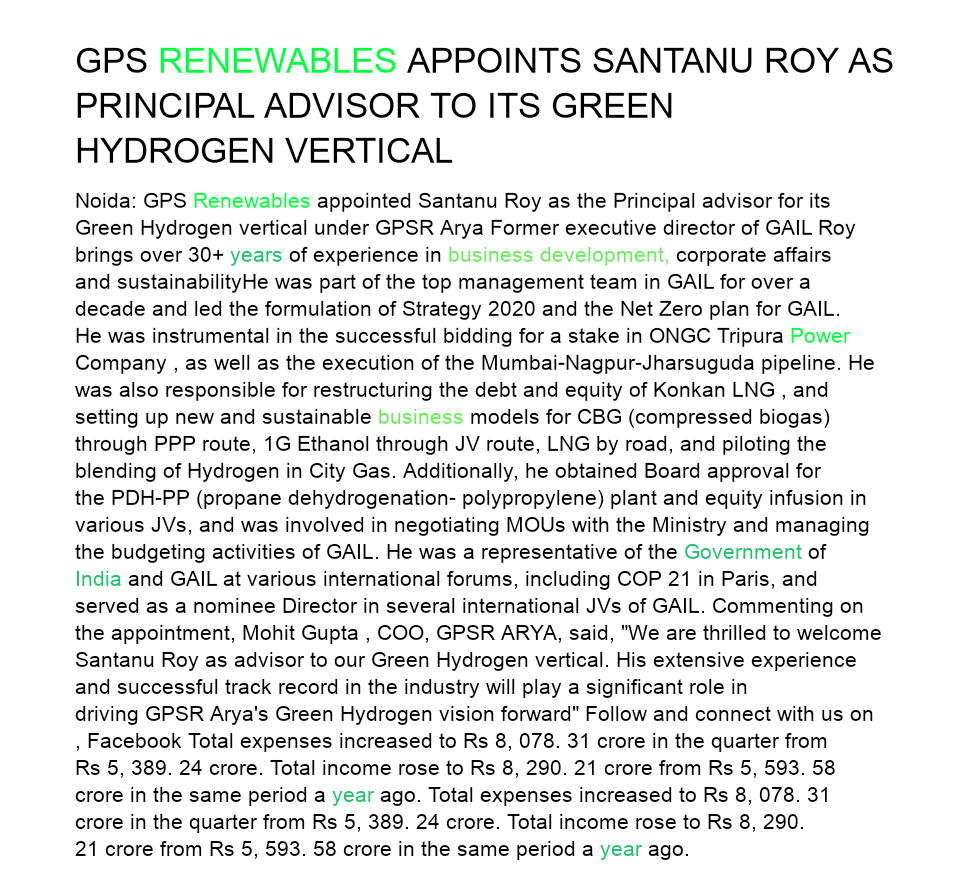 GPS RENEWABLES APPOINTS SANTANU ROY AS
PRINCIPAL ADVISOR TO ITS GREEN
HYDROGEN VERTICAL
Noida: GPS Renewables appointed Santanu Roy as the Principal advisor for its
Green Hydrogen vertical under GPSR Arya Former executive director of GAIL Roy
brings over 30+ years of experience in business development, corporate affairs
and sustainabilityHe was part of the top management team in GAIL for over a
decade and led the formulation of Strategy 2020 and the Net Zero plan for GAIL.
He was instrumental in the successful bidding for a stake in ONGC Tripura Power
Company , as well as the execution of the Mumbai-Nagpur-Jharsuguda pipeline. He
was also responsible for restructuring the debt and equity of Konkan LNG , and
setting up new and sustainable business models for CBG (compressed biogas)
through PPP route, 1G Ethanol through JV route, LNG by road, and piloting the
blending of Hydrogen in City Gas. Additionally, he obtained Board approval for
the PDH-PP (propane dehydrogenation- polypropylene) plant and equity infusion in
various JVs, and was involved in negotiating MOUs with the Ministry and managing
the budgeting activities of GAIL. He was a representative of the Government of
India and GAIL at various international forums, including COP 21 in Paris, and
served as a nominee Director in several international JVs of GAIL. Commenting on
the appointment, Mohit Gupta , COO, GPSR ARYA, said, "We are thrilled to welcome
Santanu Roy as advisor to our Green Hydrogen vertical. His extensive experience
and successful track record in the industry will play a significant role in
driving GPSR Arya's Green Hydrogen vision forward" Follow and connect with us on
, Facebook Total expenses increased to Rs 8, 078. 31 crore in the quarter from
Rs 5, 389. 24 crore. Total income rose to Rs 8, 290. 21 crore from Rs 5, 593. 58
crore in the same period a year ago. Total expenses increased to Rs 8, 078. 31
crore in the quarter from Rs 5, 389. 24 crore. Total income rose to Rs 8, 290.
21 crore from Rs 5, 593. 58 crore in the same period a year ago.